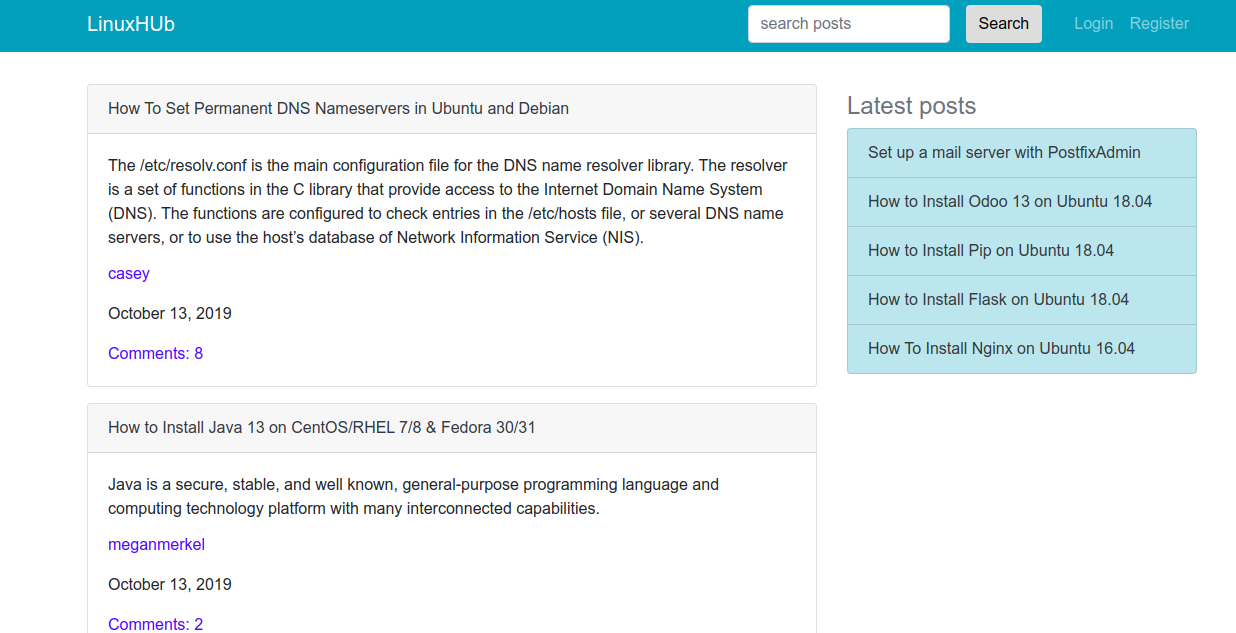 LinuxHUb
search posts
Search
Login
Register
How To Set Permanent DNS Nameservers in Ubuntu and Debian
The /etc/resolv.conf is the main configuration file for the DNS name resolver library. The resolver
is a set of functions in the C library that provide access to the Internet Domain Name System
(DNS). The functions are configured to check entries in the /etc/hosts file, or several DNS name
servers, or to use the host’s database of Network Information Service (NIS).
casey
October 13, 2019
Comments: 8
How to Install Java 13 on CentOS/RHEL 7/8 & Fedora 30/31
Java is a secure, stable, and well known, general-purpose programming language and
computing technology platform with many interconnected capabilities.
meganmerkel
October 13, 2019
Comments: 2
Latest posts
Set up a mail server with PostfixAdmin
How to Install Odoo 13 on Ubuntu 18.04
How to Install Pip on Ubuntu 18.04
How to Install Flask on Ubuntu 18.04
How To Install Nginx on Ubuntu 16.04